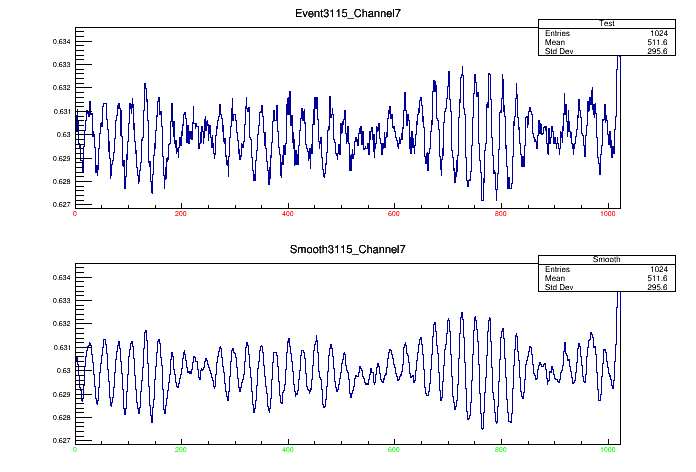 Event3115_Channel7
Test
Entries 1024
Mean 511.6
Std Dev 295.6
0.634
0.633
0.632
0.631
0.63
0.629
0.628
0.627
0 200 400 600 800 1000
Smooth3115_Channel7
Smooth
Entries 1024
Mean 511.6
Std Dev 295.6
0.634
0.633
0.632
0.631
0.63
0.629
0.628
0.627
0 200 400 600 800 1000